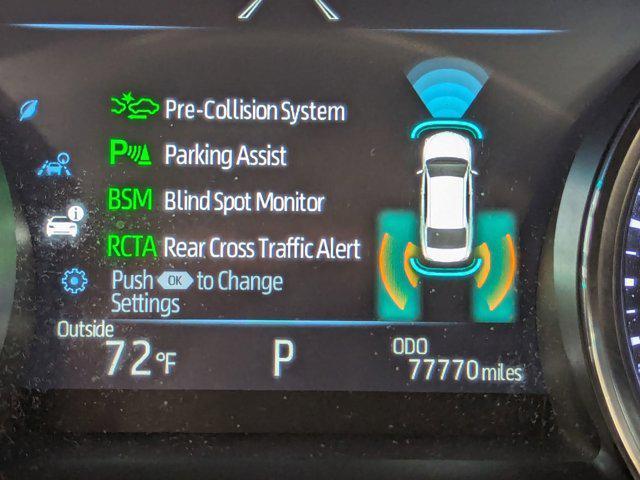 Pre-Collision System
P Parking Assist
BSM Blind Spot Monitor
i
RCTA Rear Cross Traffic Alert
Push OK to Change
Settings
Outside
72°F
P
ODO
77770 miles